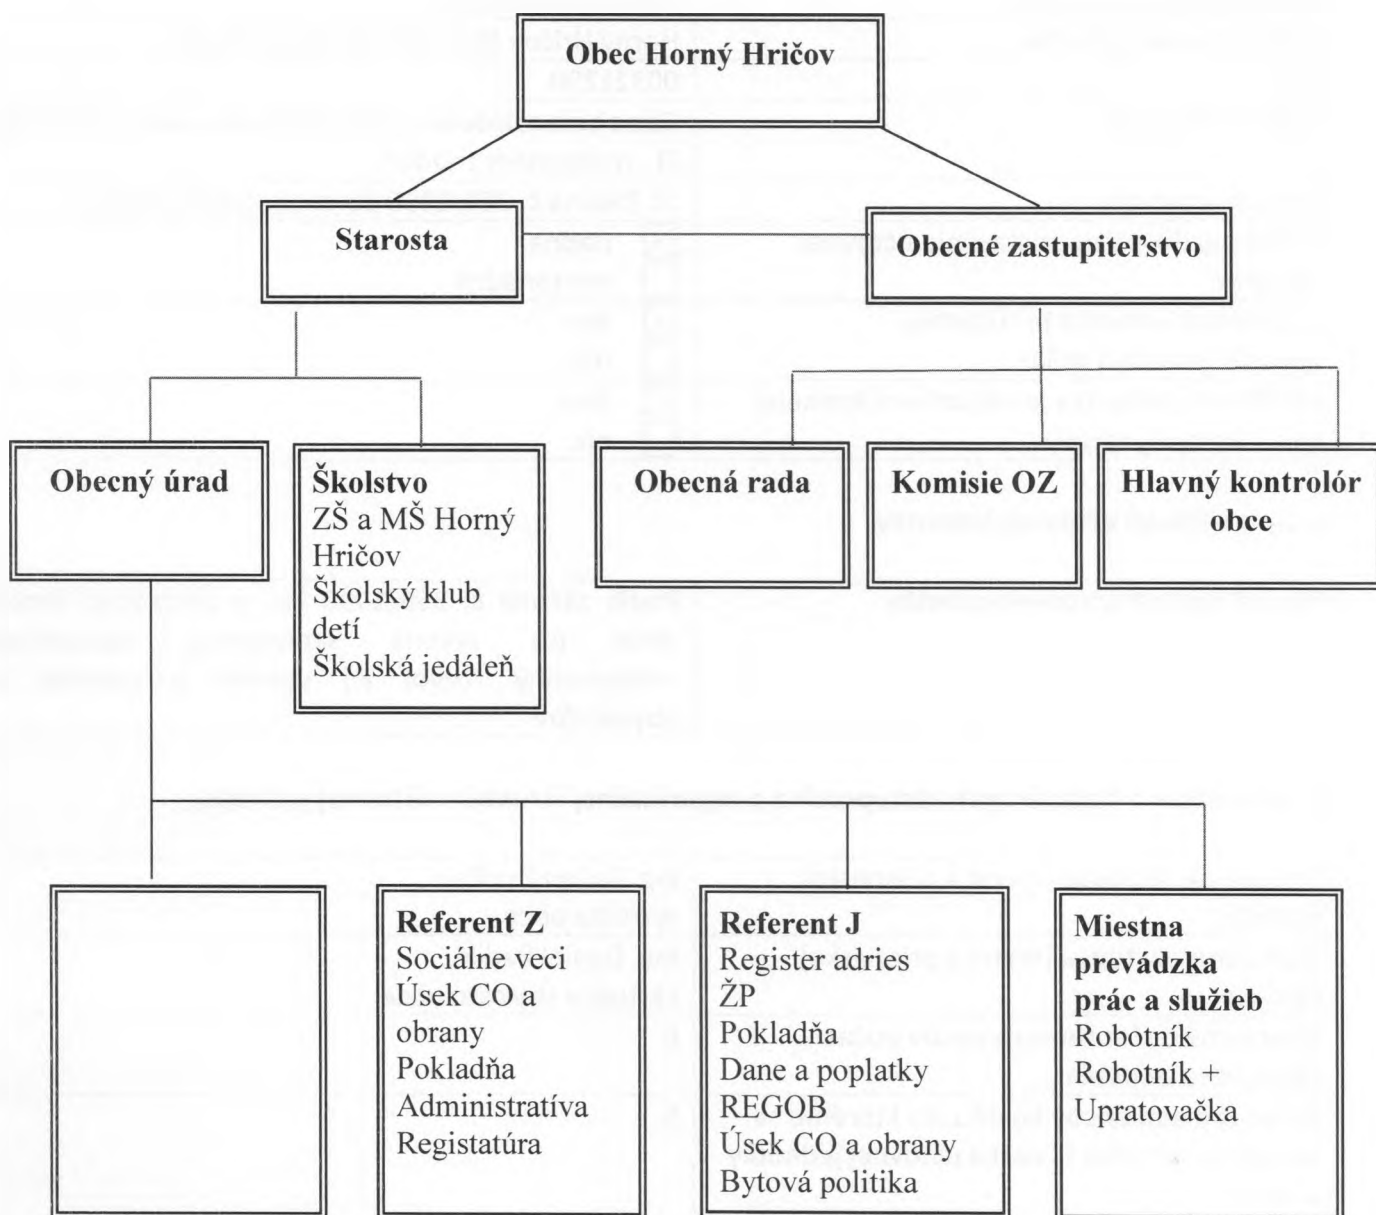 Obec Horný Hričov
Starosta
Obecné zastupiteľstvo
Obecný úrad
Školstvo
ZŠ a MŠ Horný
Hričov
Školský klub
detí
Školská jedáleň
Obecná rada
Komisie OZ
Hlavný kontrolór
obce
Referent Z
Sociálne veci
Úsek CO a
obrany
Pokladňa
Administratíva
Registatúra
Referent J
Register adries
ŽP
Pokladňa
Dane a poplatky
REGOB
Úsek CO a obrany
Bytová politika
Miestna
prevádzka
prác a služieb
Robotník
Robotník +
Upratovačka